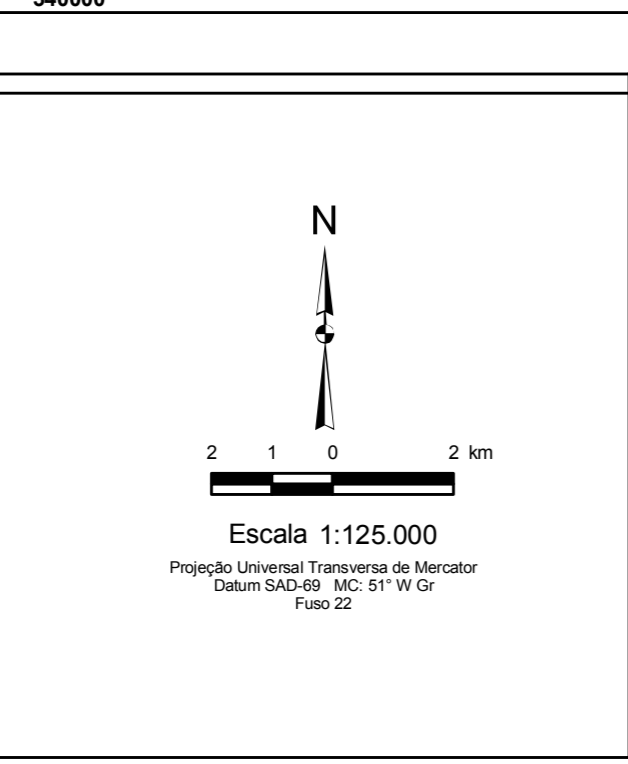 340000
N
2 1 0 2 km
Escala 1:125.000
Projeção Universal Transversa de Mercator
Datum SAD-69 MC: 51° W Gr
Fuso 22